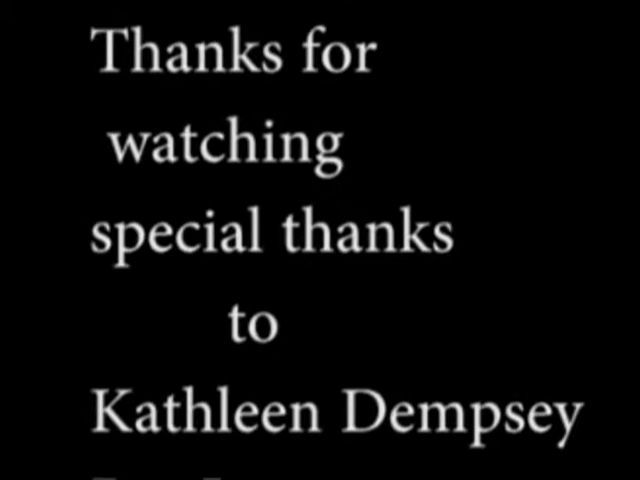 Thanks for
watching
special thanks
to
Kathleen Dempsey